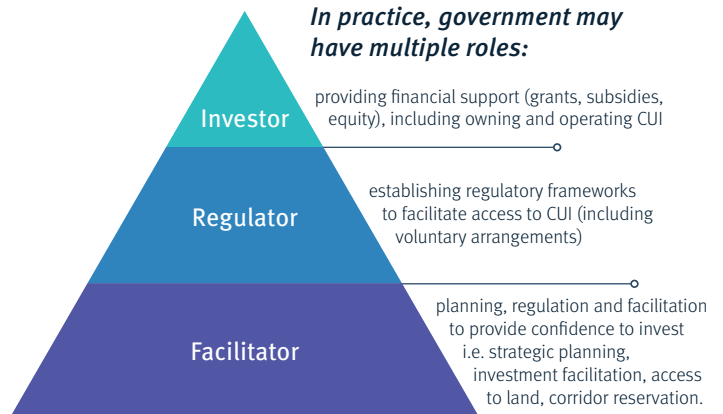 In practice, government may
have multiple roles:
Investor
providing financial support (grants, subsidies,
equity), including owning and operating CUI
Regulator
establishing regulatory frameworks
to facilitate access to CUI (including
voluntary arrangements)
Facilitator
planning, regulation and facilitation
to provide confidence to invest
i.e. strategic planning,
investment facilitation, access
to land, corridor reservation.